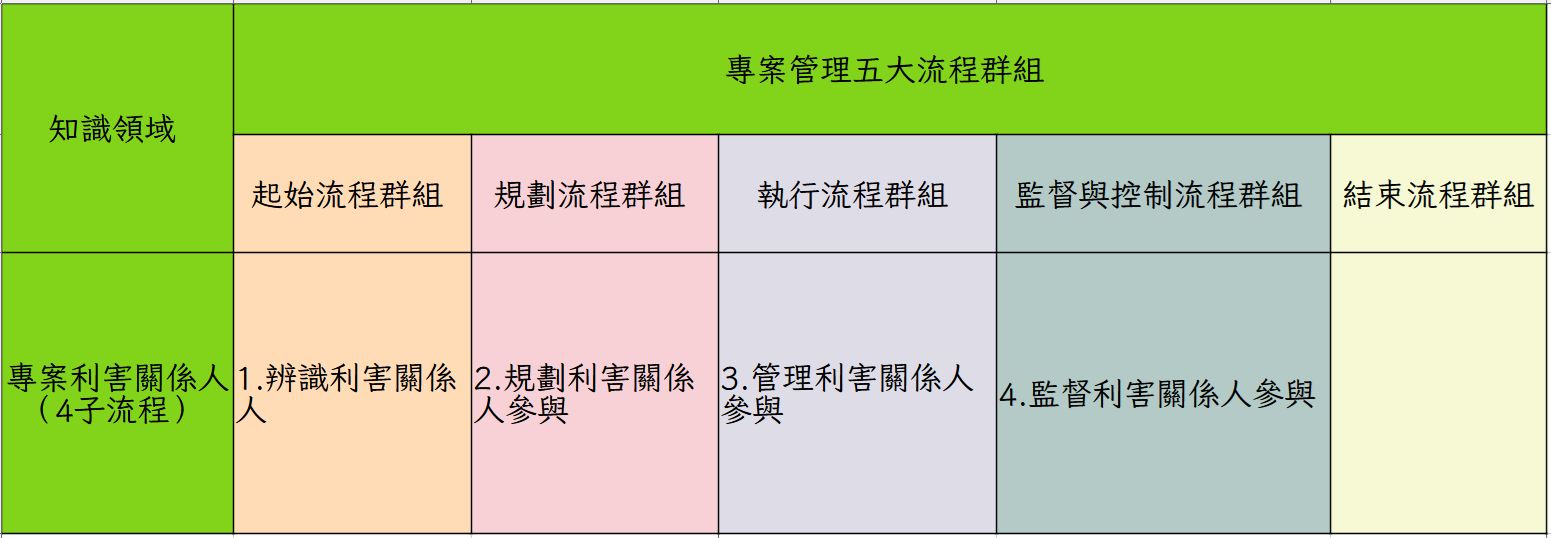 知識領域
專案管理五大流程群組
起始流程群組
規劃流程群組
執行流程群組
監督與控制流程群組
結束流程群組
專案利害關係人
（4子流程）
1.辨識利害關係
人
2.規劃利害關係
人參與
3.管理利害關係人
參與
4.監督利害關係人參與